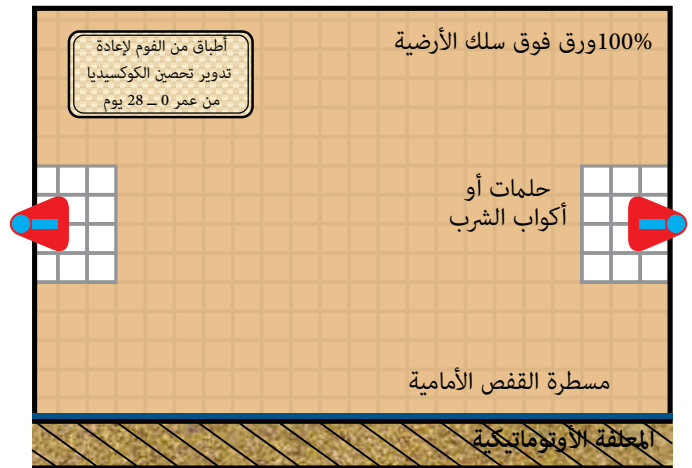 100%ورق فوق سلك الأرضية
أطباق من الفوم لإعادة
تدوير تحصين الكوكسيديا
من عمر 0 – 28 يوم
حلمات أو
أكواب الشرب
مسطرة القفص الأمامية
المعلفة الأوتوماتيكية